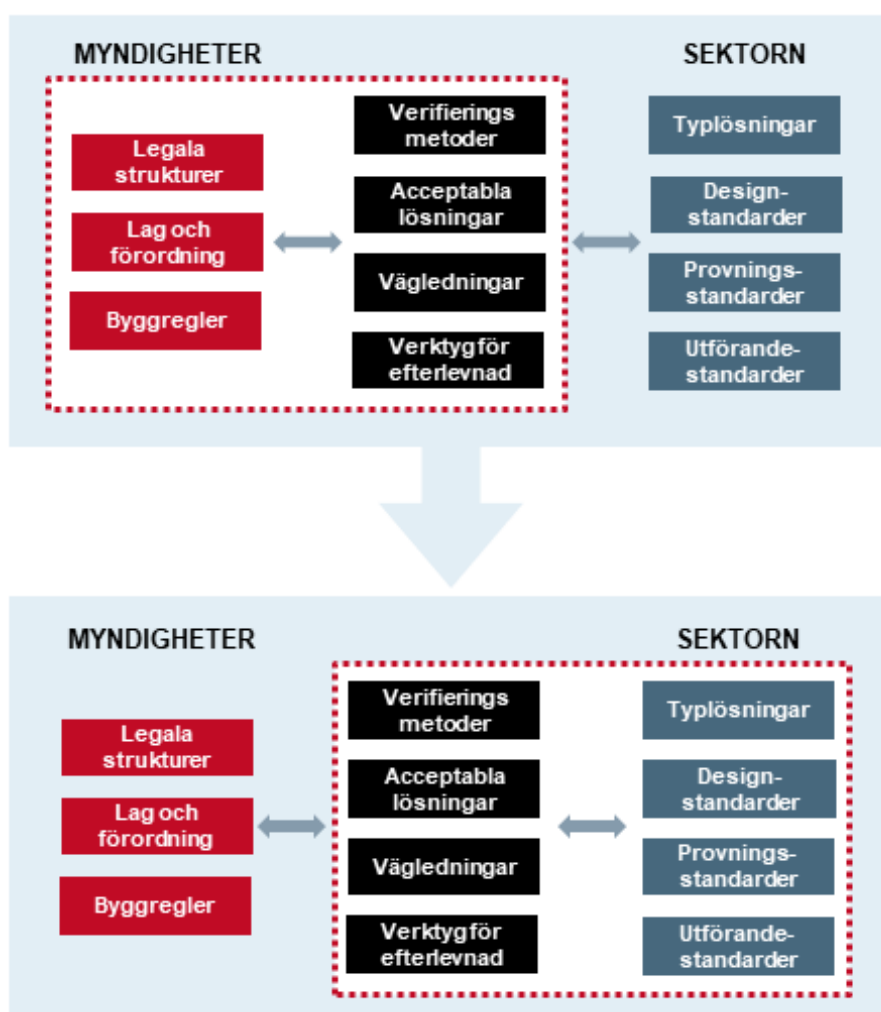 MYNDIGHETER
SEKTORN
Legala
strukturer
Lag och
förordning
Byggregler
Verifierings
metoder
Acceptabla
lösningar
Vägledningar
Verktyg för
efterlevnad
Typlösningar
Design-
standarder
Provnings-
standarder
Utförande-
standarder
MYNDIGHETER
SEKTORN
Legala
strukturer
Lag och
förordning
Byggregler
Verifierings
metoder
Acceptabla
lösningar
Vägledningar
Verktyg för
efterlevnad
Typlösningar
Design-
standarder
Provnings-
standarder
Utförande-
standarder